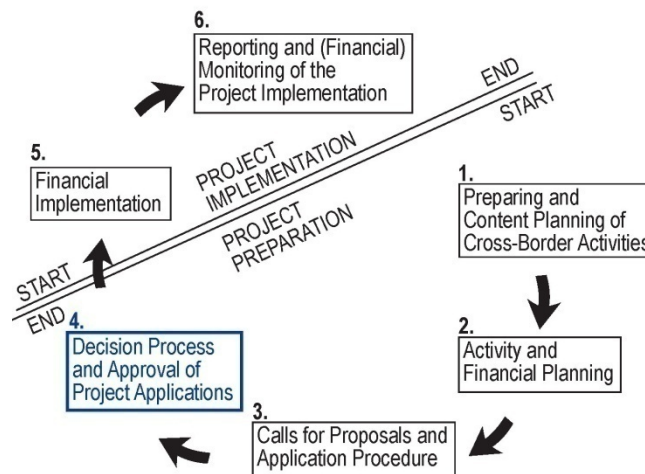 6.
Reporting and (Financial)
Monitoring of the
Project Implementation
END
START
5.
Financial
Implementation
PROJECT
IMPLEMENTATION
PROJECT
PREPARATION
1.
Preparing and
Content Planning of
Cross-Border Activities
START
END
4.
Decision Process
and Approval of
Project Applications
2.
Activity and
Financial Planning
3.
Calls for Proposals and
Application Procedure